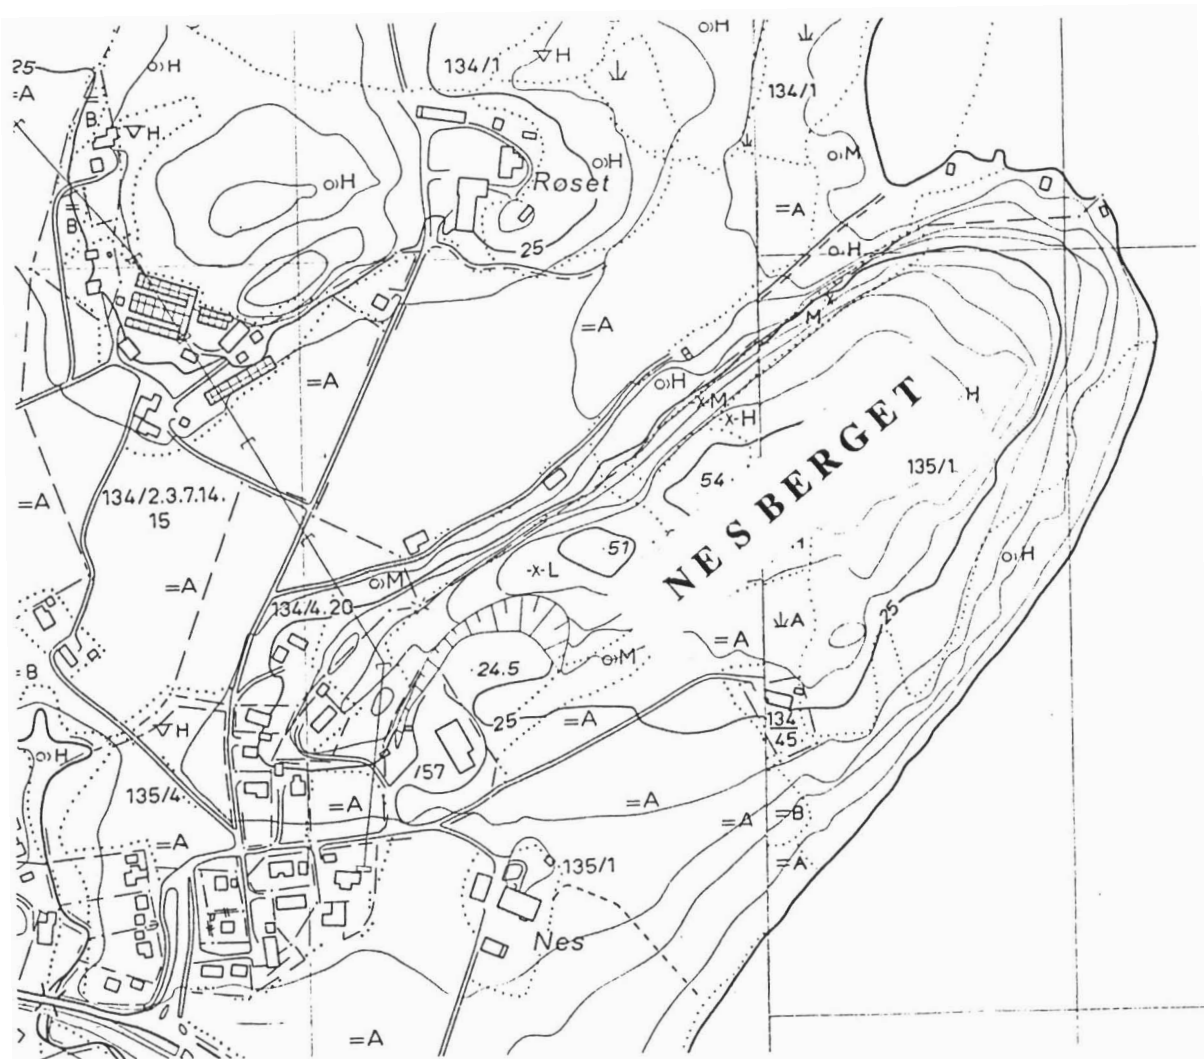 O)H
134/1
▽H
O)H
25
=A
134/1
B
▽H
O)M
O)H
O)H
Røset
=A
B
25
O)H
M
=A
=A
O)H
x-M
x-H
H
NESBERGET
54
135/1
=A
134/2.3.7.14.
15
51
-x-L
O)H
=A
O)M
134/4.20
25
A
=A
24.5
O)M
=B
25
=A
134
45
▽H
O)H
/57
135/4
=A
=A
=A
=B
=A
=A
135/1
Nes
=A